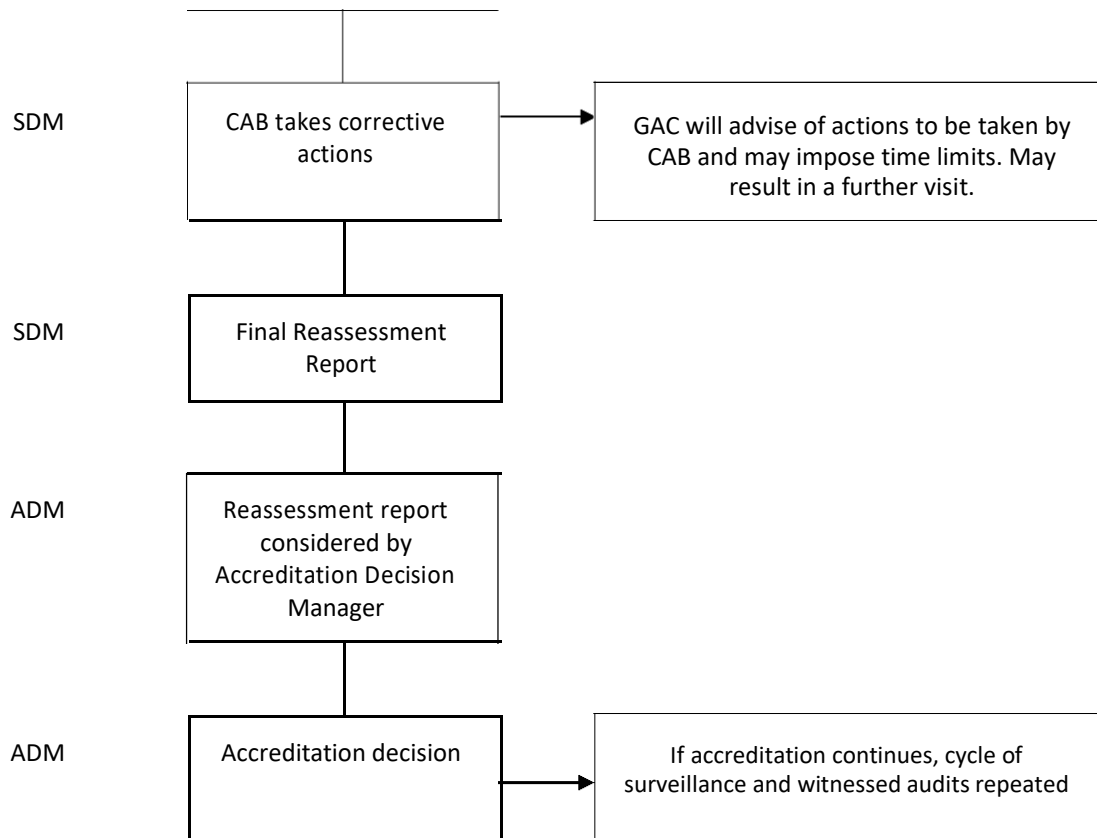 SDM
CAB takes corrective
actions
GAC will advise of actions to be taken by
CAB and may impose time limits. May
result in a further visit.
SDM
Final Reassessment
Report
ADM
Reassessment report
considered by
Accreditation Decision
Manager
ADM
Accreditation decision
If accreditation continues, cycle of
surveillance and witnessed audits repeated